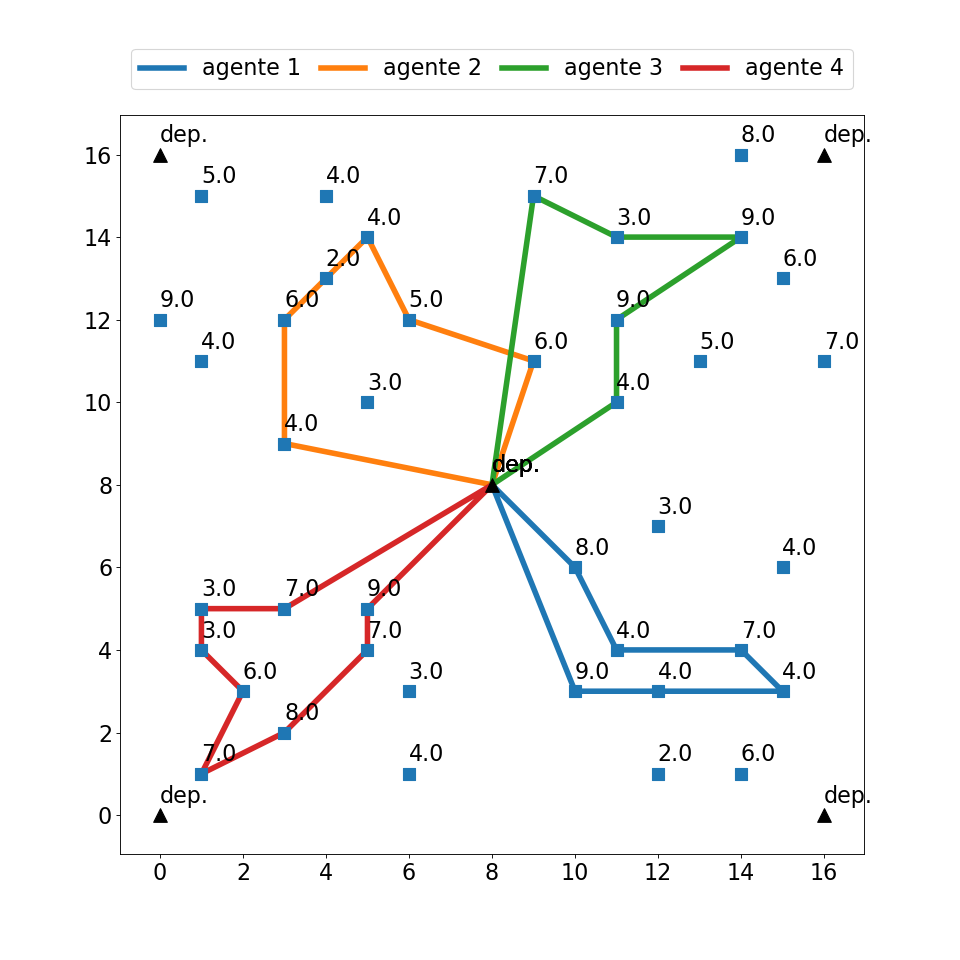 agente 1 agente 2 agente 3 agente 4
dep. 8.0 dep.
16
5.0 4.0 7.0
4.0 3.0 9.0
14
2.0 6.0
9.0 6.0 5.0 9.0
12
4.0 6.0 5.0 7.0
3.0 4.0
10
4.0
dep.
8
3.0
8.0 4.0
6
3.0 7.0 9.0
3.0 7.0 4.0 7.0
4
6.0 3.0 9.0 4.0 4.0
8.0
2
7.0 4.0 2.0 6.0
dep. dep.
0
0 2 4 6 8 10 12 14 16